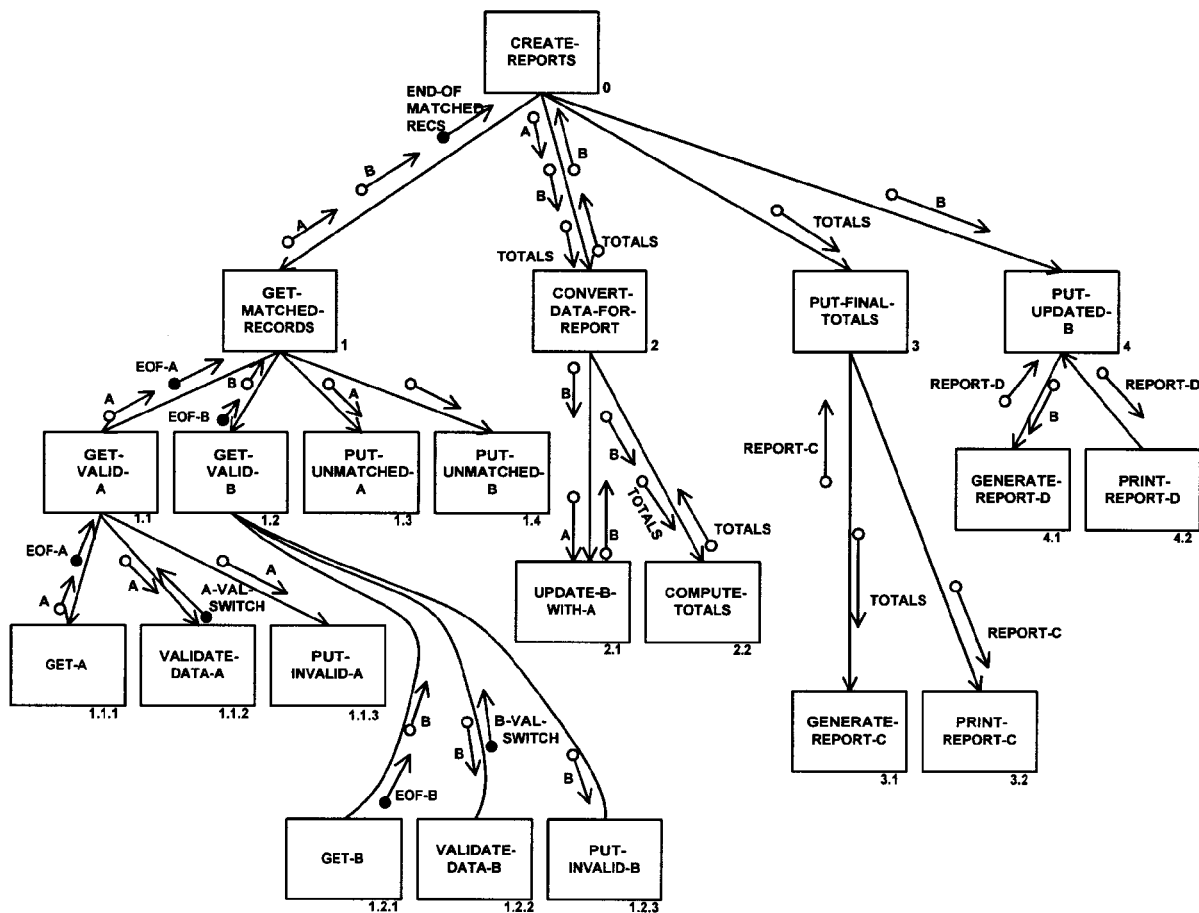 CREATE-
REPORTS
0
END-OF
MATCHED
RECS
A
B
B
B
A
B
TOTALS
TOTALS
TOTALS
B
GET-
MATCHED-
RECORDS
1
CONVERT-
DATA-FOR-
REPORT
2
PUT-FINAL-
TOTALS
3
PUT-
UPDATED-
B
4
EOF-A
A
B
EOF-B
A
B
B
TOTALS
TOTALS
REPORT-C
REPORT-D
B
REPORT-D
GET-
VALID-
A
1.1
GET-
VALID-
B
1.2
PUT-
UNMATCHED-
A
1.3
PUT-
UNMATCHED-
B
1.4
GENERATE-
REPORT-D
4.1
PRINT-
REPORT-D
4.2
EOF-A
A
A
A-VAL-
SWITCH
A
A
B
TOTALS
REPORT-C
UPDATE-B-
WITH-A
2.1
COMPUTE-
TOTALS
2.2
GET-A
1.1.1
VALIDATE-
DATA-A
1.1.2
PUT-
INVALID-A
1.1.3
B
EOF-B
B
B-VAL-
SWITCH
B
GENERATE-
REPORT-C
3.1
PRINT-
REPORT-C
3.2
GET-B
1.2.1
VALIDATE-
DATA-B
1.2.2
PUT-
INVALID-B
1.2.3